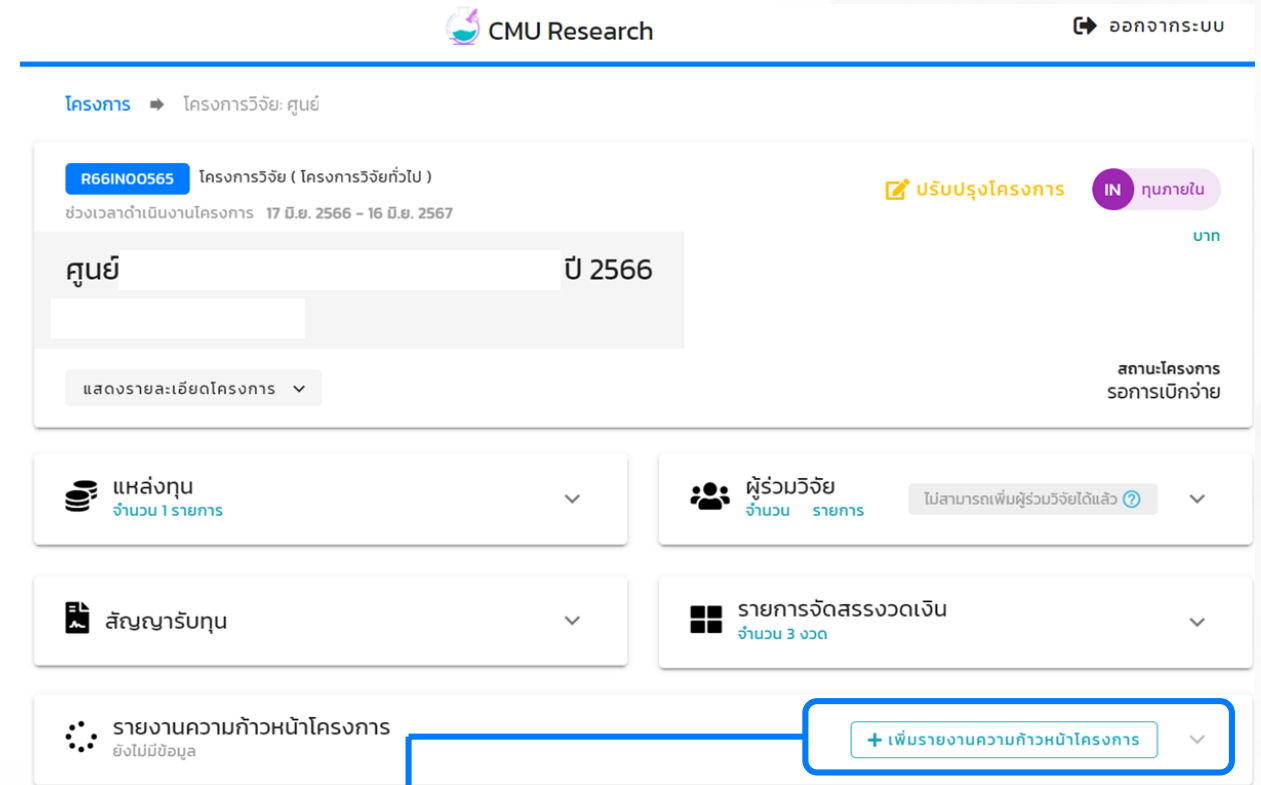 CMU Research
ออกจากระบบ
โครงการ โครงการวิจัย: ศูนย์
R66IN00565 โครงการวิจัย ( โครงการวิจัยทั่วไป )
ปรับปรุงโครงการ
IN ทุนภายใน
ช่วงเวลาดำเนินงานโครงการ 17 มิ.ย. 2566 - 16 มิ.ย. 2567
บาท
ศูนย์ ปี 2566
แสดงรายละเอียดโครงการ
สถานะโครงการ
รอการเบิกจ่าย
แหล่งทุน
จำนวน 1 รายการ
ผู้ร่วมวิจัย
จำนวน รายการ
ไม่สามารถเพิ่มผู้ร่วมวิจัยได้แล้ว ?
สัญญารับทุน
รายการจัดสรรงวดเงิน
จำนวน 3 งวด
รายงานความก้าวหน้าโครงการ
ยังไม่มีข้อมูล
+ เพิ่มรายงานความก้าวหน้าโครงการ